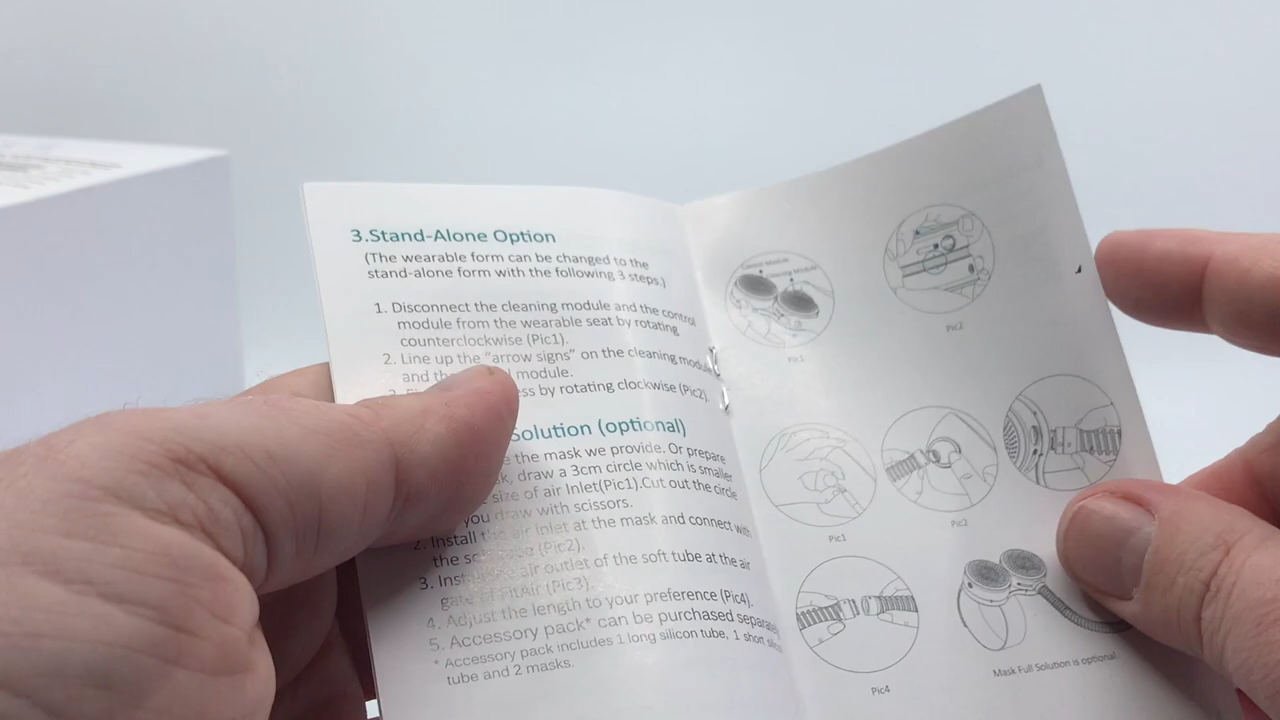 3.Stand-Alone Option
(The wearable form can be changed to the
stand-alone form with the following 3 steps.)
1. Disconnect the cleaning module and the control
module from the wearable seat by rotating
counterclockwise (Pic1).
2. Line up the "arrow signs" on the cleaning module
and module.
by rotating clockwise (Pic2).
Solution (optional)
the mask we provide. Or prepare
draw a 3cm circle which is smaller
size of air Inlet(Pic1).Cut out the circle
you draw with scissors.
2. Install the air Inlet at the mask and connect with
the (Pic2).
3. air outlet of the soft tube at the air
gate (Pic3).
4. Adjust the length to your preference (Pic4).
5. Accessory pack* can be purchased separately
* Accessory pack includes 1 long silicon tube, 1 short silicon
tube and 2 masks.
Pic1
Pic2
Pic1
Pic2
Pic4
Mask Full Solution is optional.